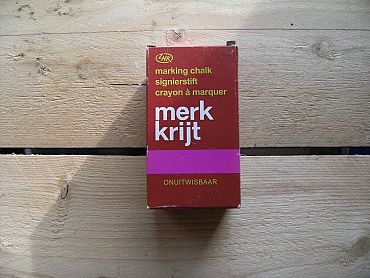 marking chalk
signierstift
crayon à marquer
merk
krijt
ONUITWISBAAR